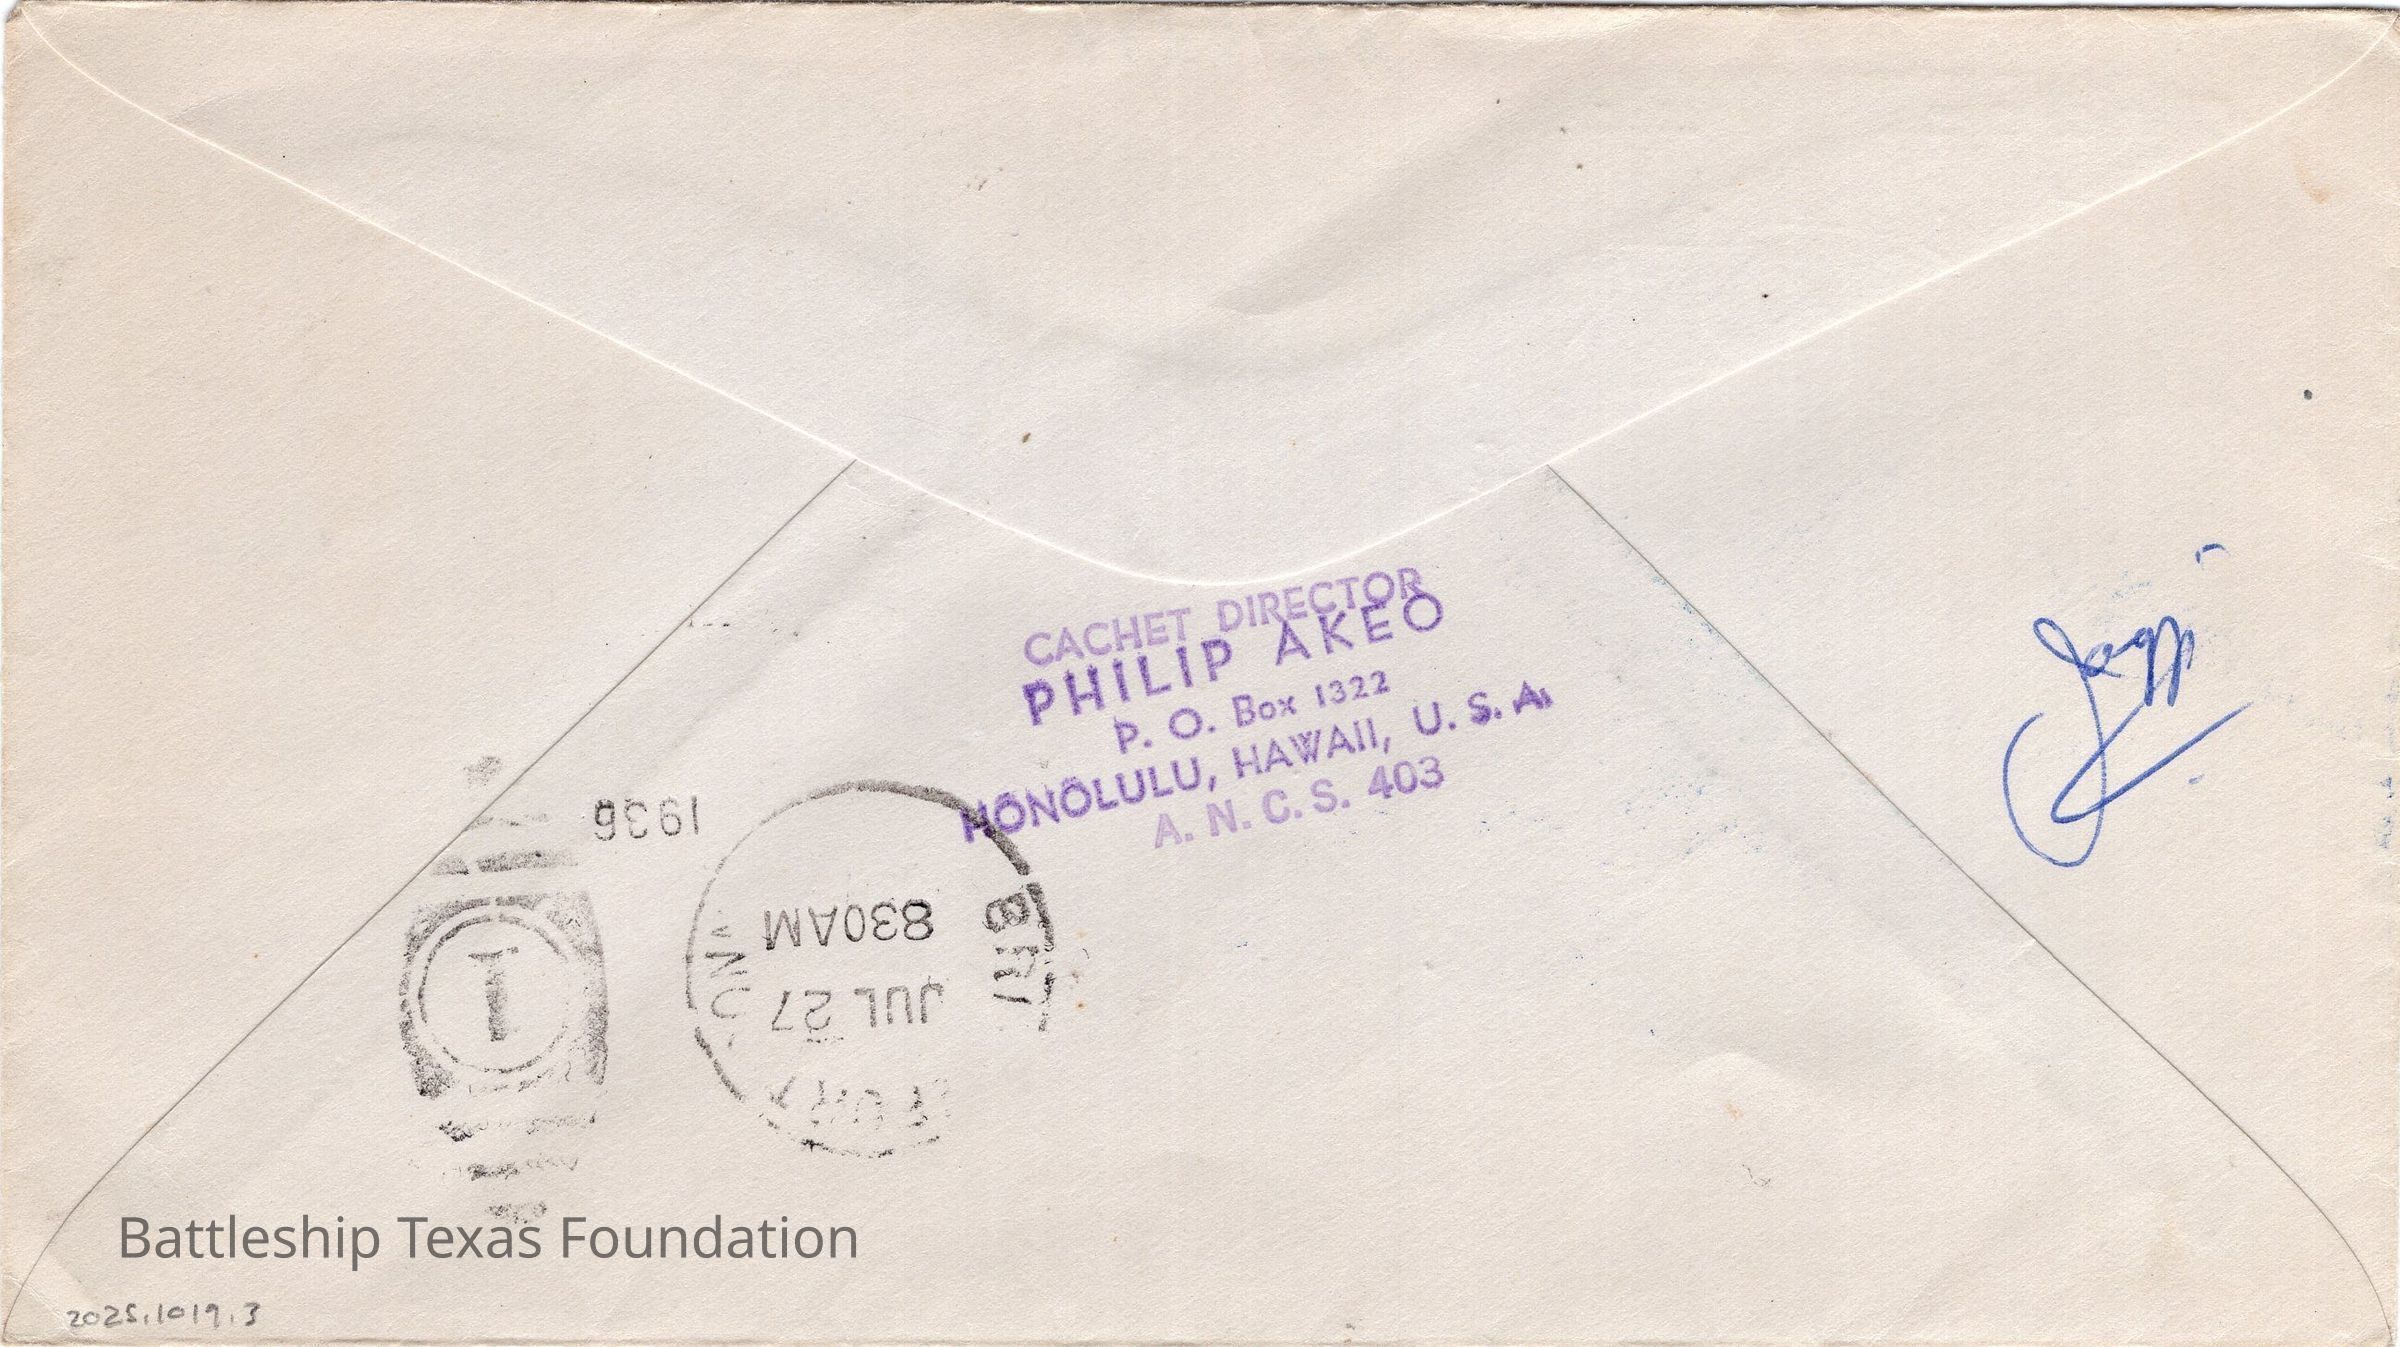 CACHET DIRECTOR
PHILIP AKEO
P. O. Box 1322
HONOLULU, HAWAII, U. S. A.
A. N. C. S. 403
1936
830AM
JUL 27
1
Battleship Texas Foundation
2025.1019.3